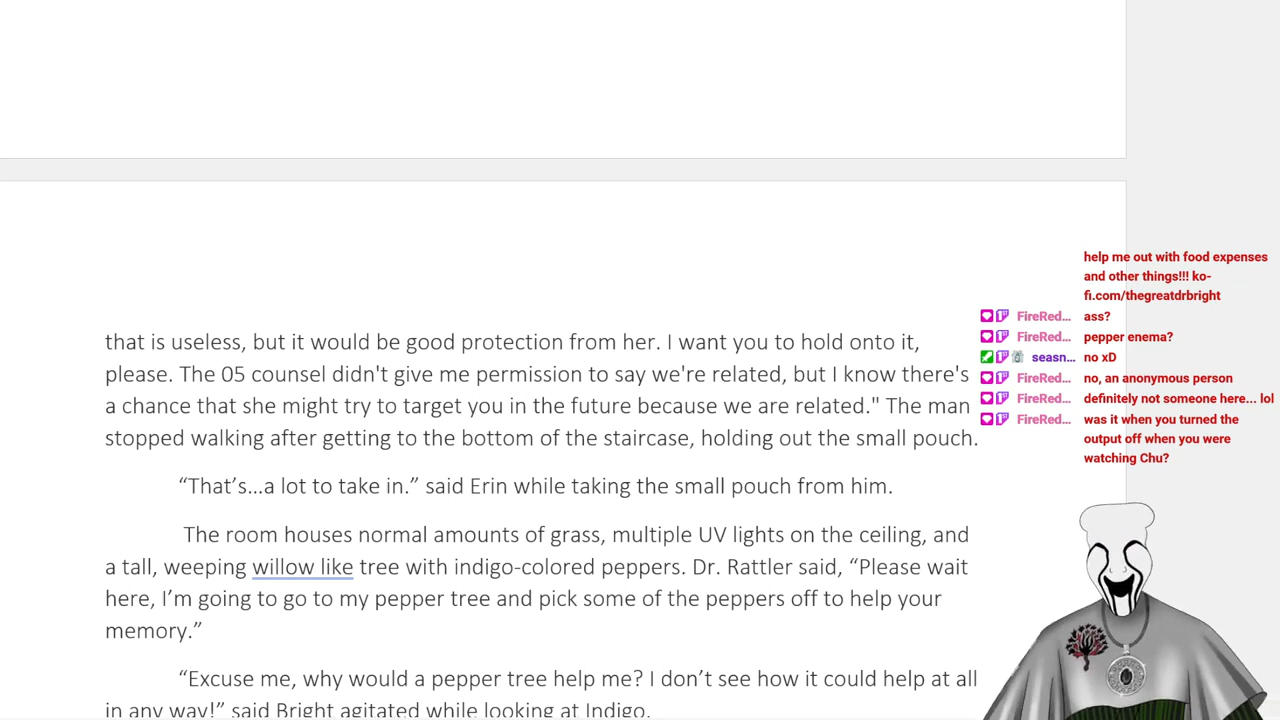 that is useless, but it would be good protection from her. I want you to hold onto it,
please. The 05 counsel didn't give me permission to say we're related, but I know there's
a chance that she might try to target you in the future because we are related." The man
stopped walking after getting to the bottom of the staircase, holding out the small pouch.
“That’s…a lot to take in.” said Erin while taking the small pouch from him.
The room houses normal amounts of grass, multiple UV lights on the ceiling, and
a tall, weeping willow like tree with indigo-colored peppers. Dr. Rattler said, “Please wait
here, I’m going to go to my pepper tree and pick some of the peppers off to help your
memory.”
“Excuse me, why would a pepper tree help me? I don’t see how it could help at all
in any way!” said Bright agitated while looking at Indigo.
help me out with food expenses
and other things!!! ko-
fi.com/thegreatdrbright
FireRed... ass?
FireRed... pepper enema?
seasn... no xD
FireRed... no, an anonymous person
FireRed... definitely not someone here... lol
FireRed... was it when you turned the
output off when you were
watching Chu?